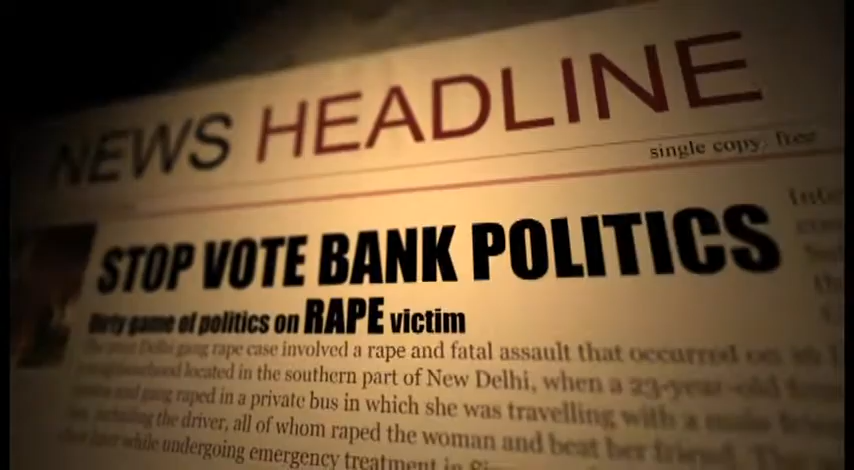 NEWS HEADLINE
single copy: free
STOP VOTE BANK POLITICS
Dirty game of politics on RAPE victim
Delhi gang rape case involved a rape and fatal assault that occurred on
located in the southern part of New Delhi, when a 23-year-old
and gang raped in a private bus in which she was travelling with a male
including the driver, all of whom raped the woman and beat her friend.
later while undergoing emergency treatment in